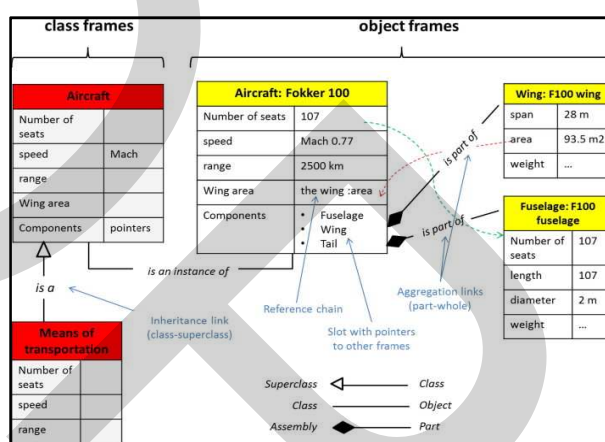 class frames
object frames
Aircraft
Number of seats
speed Mach
range
Wing area
Components pointers
Aircraft: Fokker 100
Number of seats 107
speed Mach 0.77
range 2500 km
Wing area the wing :area
Components • Fuselage
• Wing
• Tail
Wing: F100 wing
span 28 m
area 93.5 m2
weight ...
Fuselage: F100
fuselage
Number of seats 107
length 107
diameter 2 m
weight ...
is part of
is part of
is an instance of
is a
Inheritance link
(class-superclass)
Reference chain
Slot with pointers
to other frames
Aggregation links
(part-whole)
Means of
transportation
Number of seats
speed
range
Superclass Class
Class Object
Assembly Part